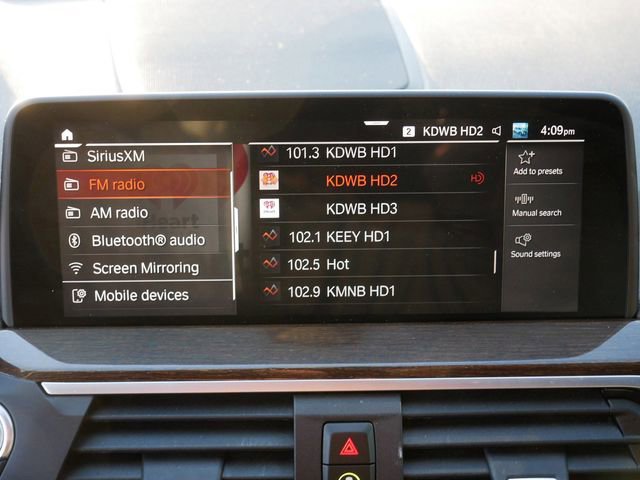 2 KDWB HD2 4:09pm
SiriusXM
FM radio
AM radio
Bluetooth® audio
Screen Mirroring
Mobile devices
101.3 KDWB HD1
KDWB HD2 HD
KDWB HD3
102.1 KEEY HD1
102.5 Hot
102.9 KMNB HD1
Add to presets
Manual search
Sound settings
iHeart